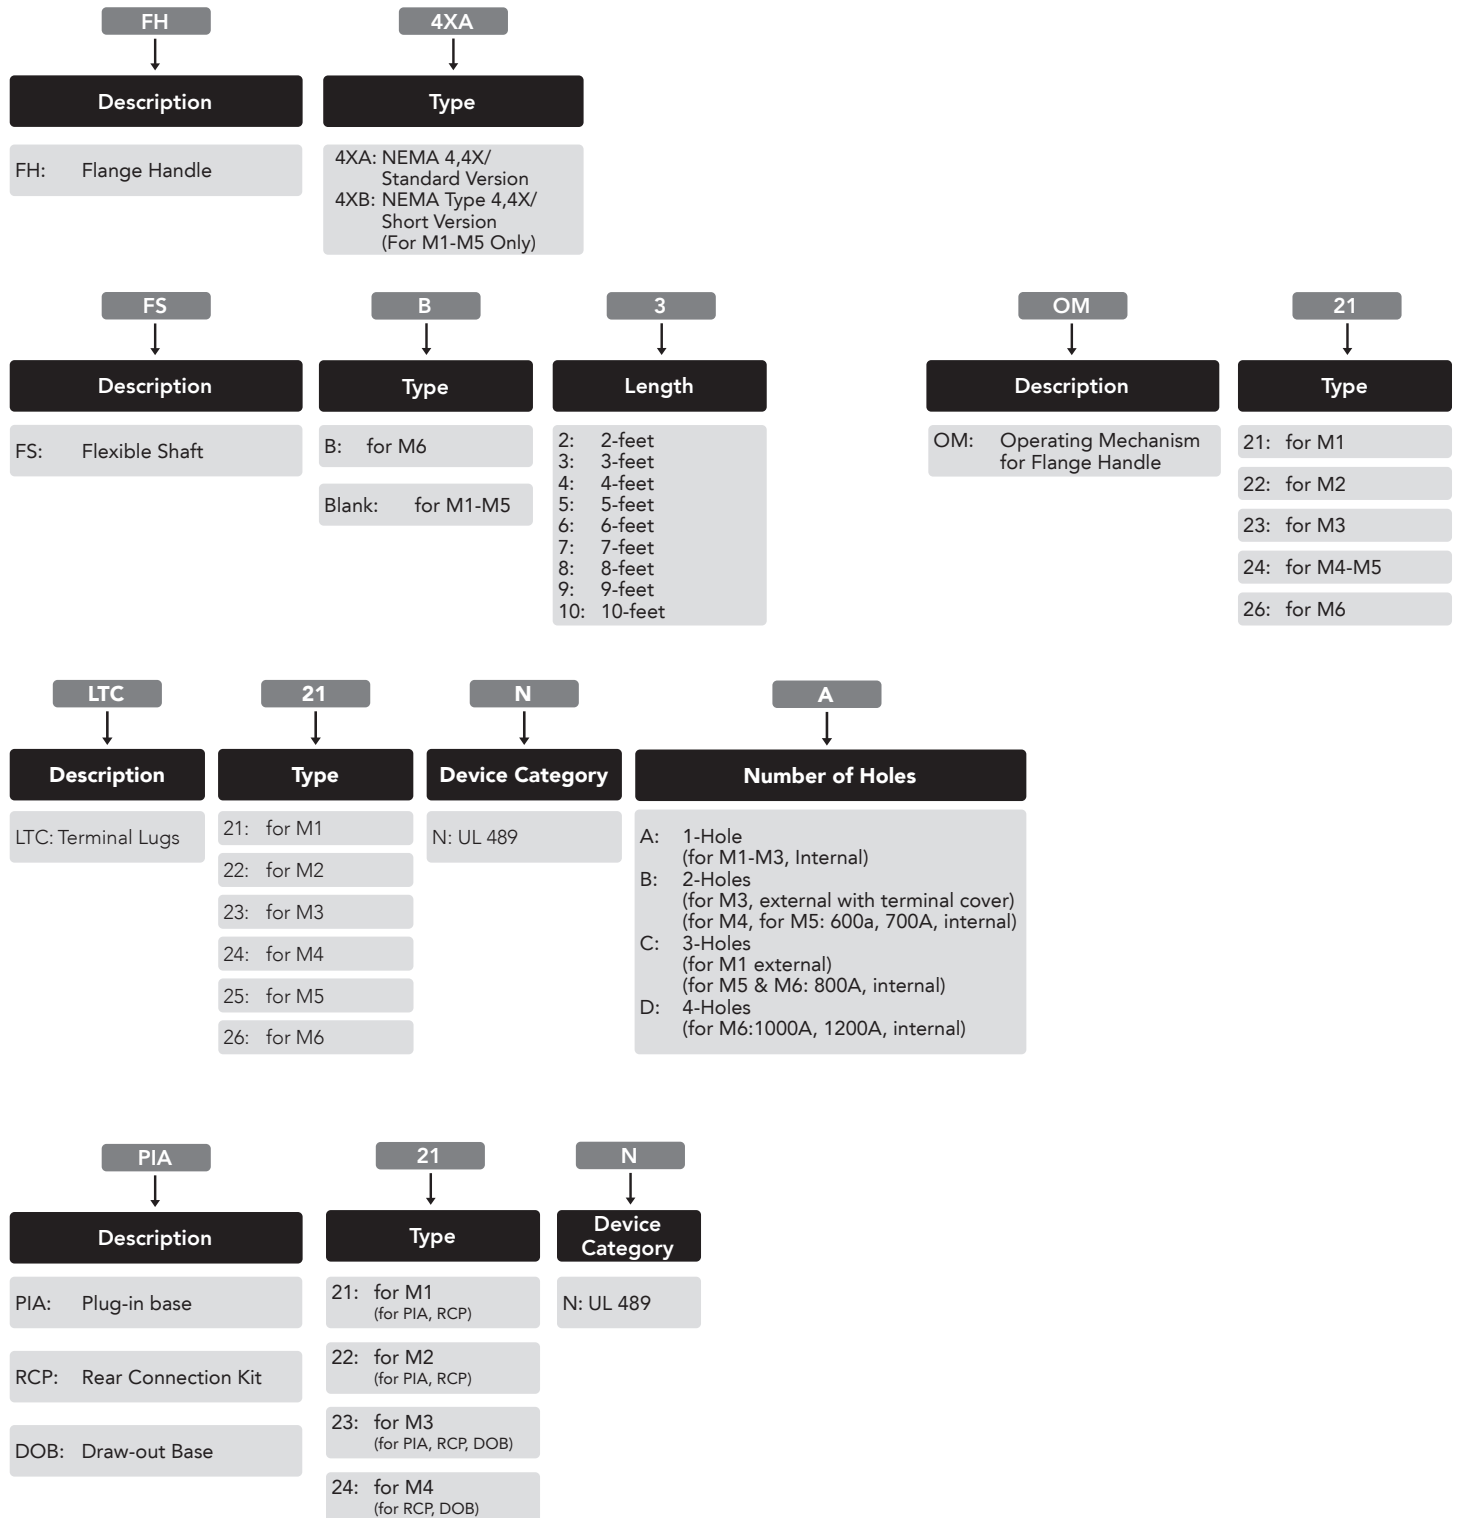 FH
4XA
Description
Type
FH: Flange Handle
4XA: NEMA 4,4X/
Standard Version
4XB: NEMA Type 4,4X/
Short Version
(For M1-M5 Only)
FS
B
3
Description
Type
Length
FS: Flexible Shaft
B: for M6
Blank: for M1-M5
2: 2-feet
3: 3-feet
4: 4-feet
5: 5-feet
6: 6-feet
7: 7-feet
8: 8-feet
9: 9-feet
10: 10-feet
OM
21
Description
Type
OM: Operating Mechanism
for Flange Handle
21: for M1
22: for M2
23: for M3
24: for M4-M5
26: for M6
LTC
21
N
A
Description
Type
Device Category
Number of Holes
LTC: Terminal Lugs
21: for M1
22: for M2
23: for M3
24: for M4
25: for M5
26: for M6
N: UL 489
A: 1-Hole
(for M1-M3, Internal)
B: 2-Holes
(for M3, external with terminal cover)
(for M4, for M5: 600a, 700A, internal)
C: 3-Holes
(for M1 external)
(for M5 & M6: 800A, internal)
D: 4-Holes
(for M6:1000A, 1200A, internal)
PIA
21
N
Description
Type
Device
Category
PIA: Plug-in base
RCP: Rear Connection Kit
DOB: Draw-out Base
21: for M1
(for PIA, RCP)
22: for M2
(for PIA, RCP)
23: for M3
(for PIA, RCP, DOB)
24: for M4
(for RCP, DOB)
N: UL 489